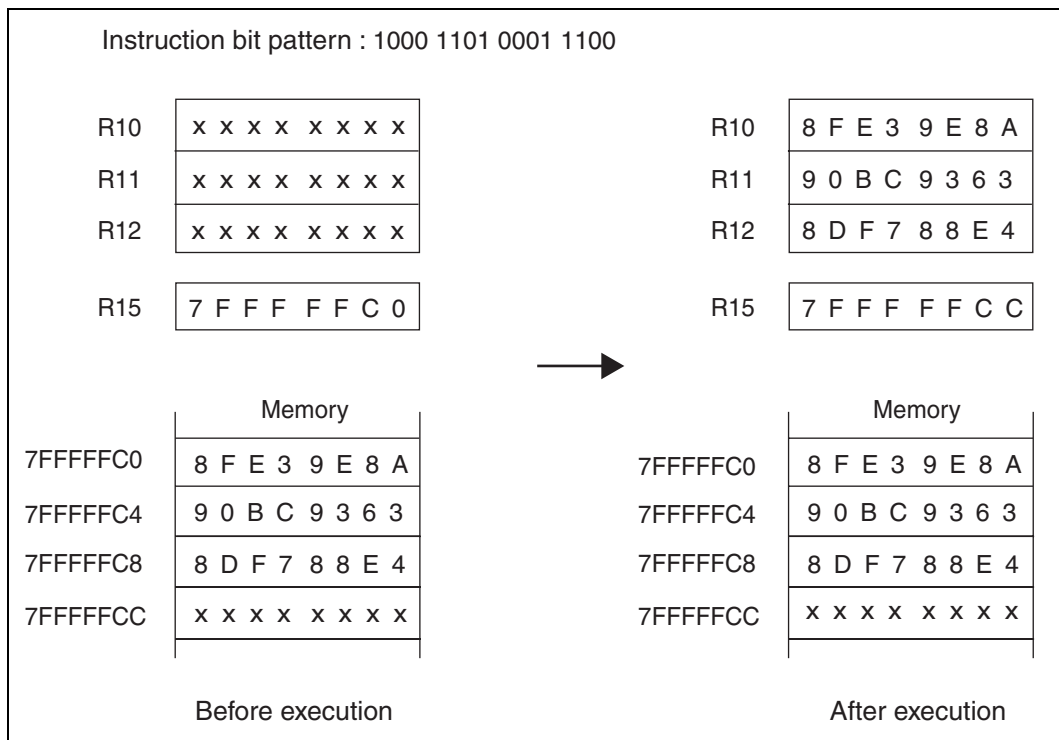 Instruction bit pattern : 1000 1101 0001 1100
R10 x x x x x x x x
R11 x x x x x x x x
R12 x x x x x x x x
R15 7 F F F F F C 0
Memory
7FFFFFC0 8 F E 3 9 E 8 A
7FFFFFC4 9 0 B C 9 3 6 3
7FFFFFC8 8 D F 7 8 8 E 4
7FFFFFCC x x x x x x x x
Before execution
R10 8 F E 3 9 E 8 A
R11 9 0 B C 9 3 6 3
R12 8 D F 7 8 8 E 4
R15 7 F F F F F C C
Memory
7FFFFFC0 8 F E 3 9 E 8 A
7FFFFFC4 9 0 B C 9 3 6 3
7FFFFFC8 8 D F 7 8 8 E 4
7FFFFFCC x x x x x x x x
After execution